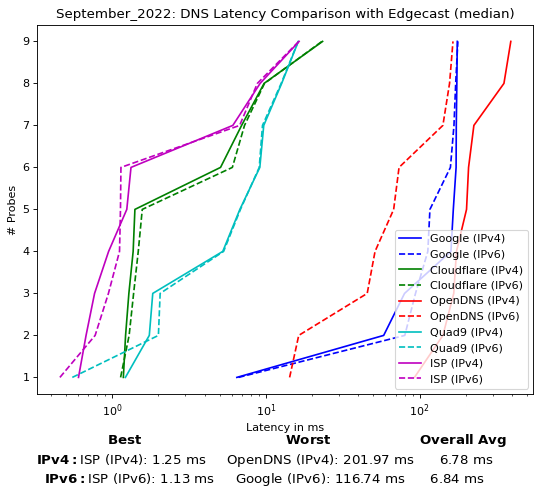 September_2022: DNS Latency Comparison with Edgecast (median)
# Probes
9
8
7
6
5
4
3
2
1
Google (IPv4)
Google (IPv6)
Cloudflare (IPv4)
Cloudflare (IPv6)
OpenDNS (IPv4)
OpenDNS (IPv6)
Quad9 (IPv4)
Quad9 (IPv6)
ISP (IPv4)
ISP (IPv6)
10⁰ 10¹ 10²
Latency in ms
Best Worst Overall Avg
IPv4: ISP (IPv4): 1.25 ms OpenDNS (IPv4): 201.97 ms 6.78 ms
IPv6: ISP (IPv6): 1.13 ms Google (IPv6): 116.74 ms 6.84 ms